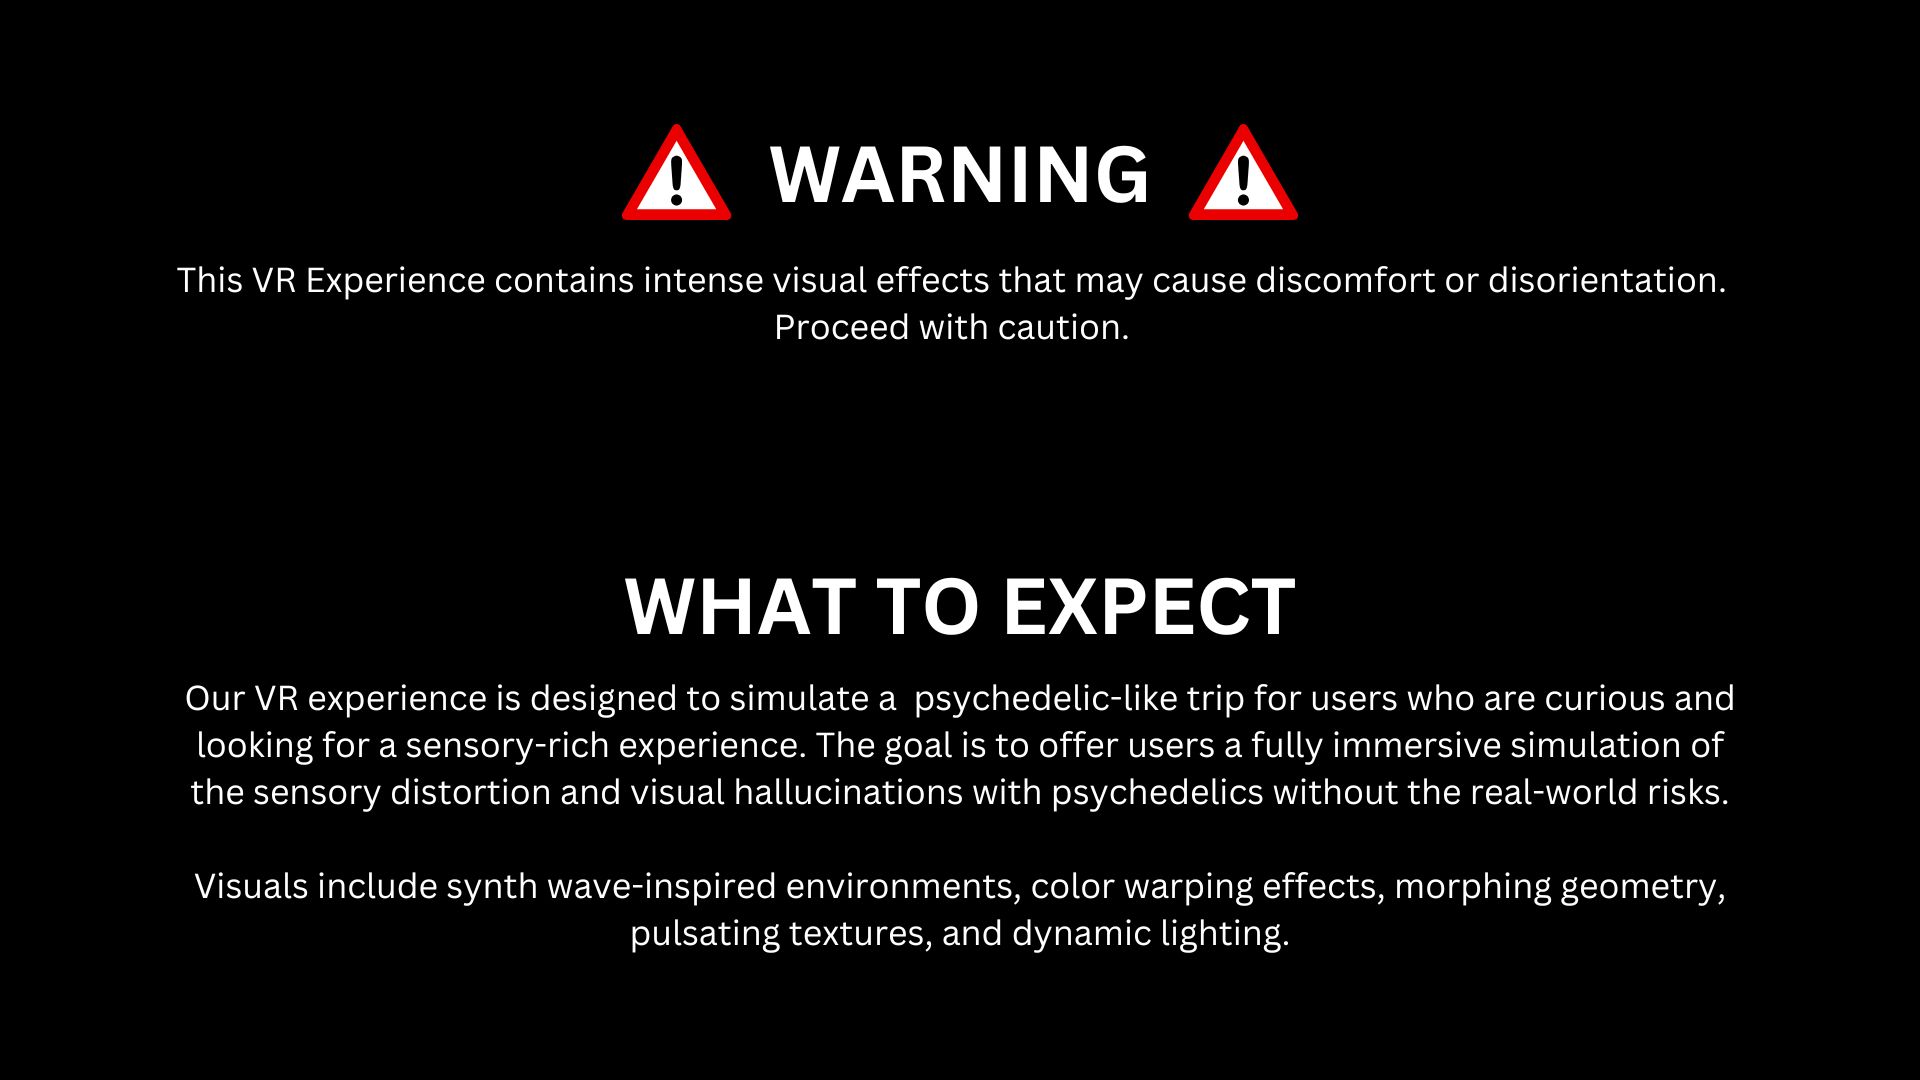 WARNING
This VR Experience contains intense visual effects that may cause discomfort or disorientation.
Proceed with caution.
WHAT TO EXPECT
Our VR experience is designed to simulate a  psychedelic-like trip for users who are curious and
looking for a sensory-rich experience. The goal is to offer users a fully immersive simulation of
the sensory distortion and visual hallucinations with psychedelics without the real-world risks.
Visuals include synth wave-inspired environments, color warping effects, morphing geometry,
pulsating textures, and dynamic lighting.